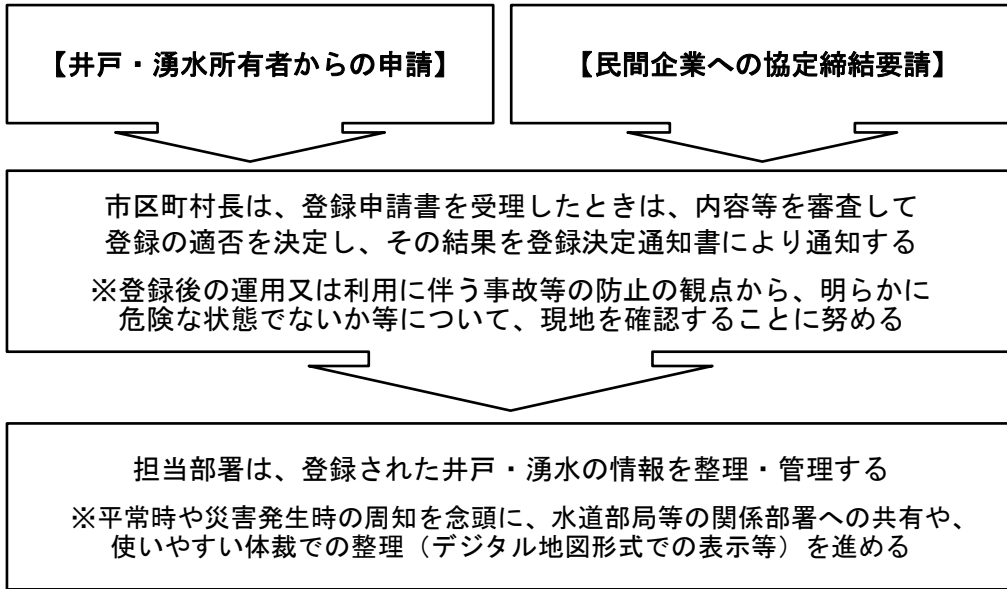 【井戸・湧水所有者からの申請】
【民間企業への協定締結要請】
市区町村長は、登録申請書を受理したときは、内容等を審査して
登録の適否を決定し、その結果を登録決定通知書により通知する
※登録後の運用又は利用に伴う事故等の防止の観点から、明らかに
危険な状態でないか等について、現地を確認することに努める
担当部署は、登録された井戸・湧水の情報を整理・管理する
※平常時や災害発生時の周知を念頭に、水道部局等の関係部署への共有や、
使いやすい体裁での整理（デジタル地図形式での表示等）を進める